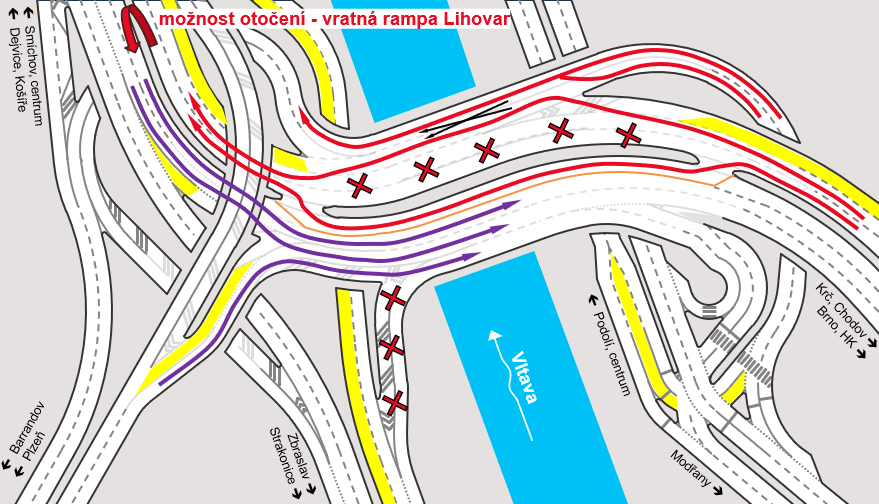 možnost otočení - vratná rampa Lihovar
Smíchov, centrum
Dejvice, Košíře
Krč, Chodov
Brno, HK
Podolí, centrum
Vltava
Barrandov
Plzeň
Zbraslav
Strakonice
Modřany